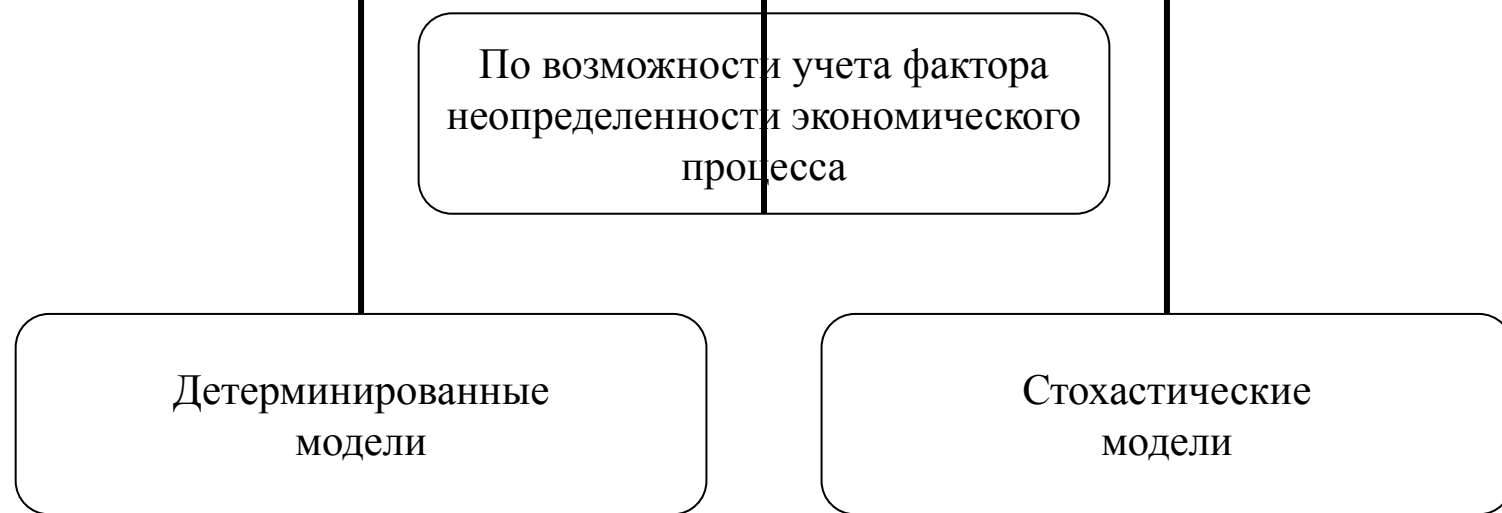 По возможности учета фактора
неопределенности экономического
процесса
Детерминированные
модели
Стохастические
модели